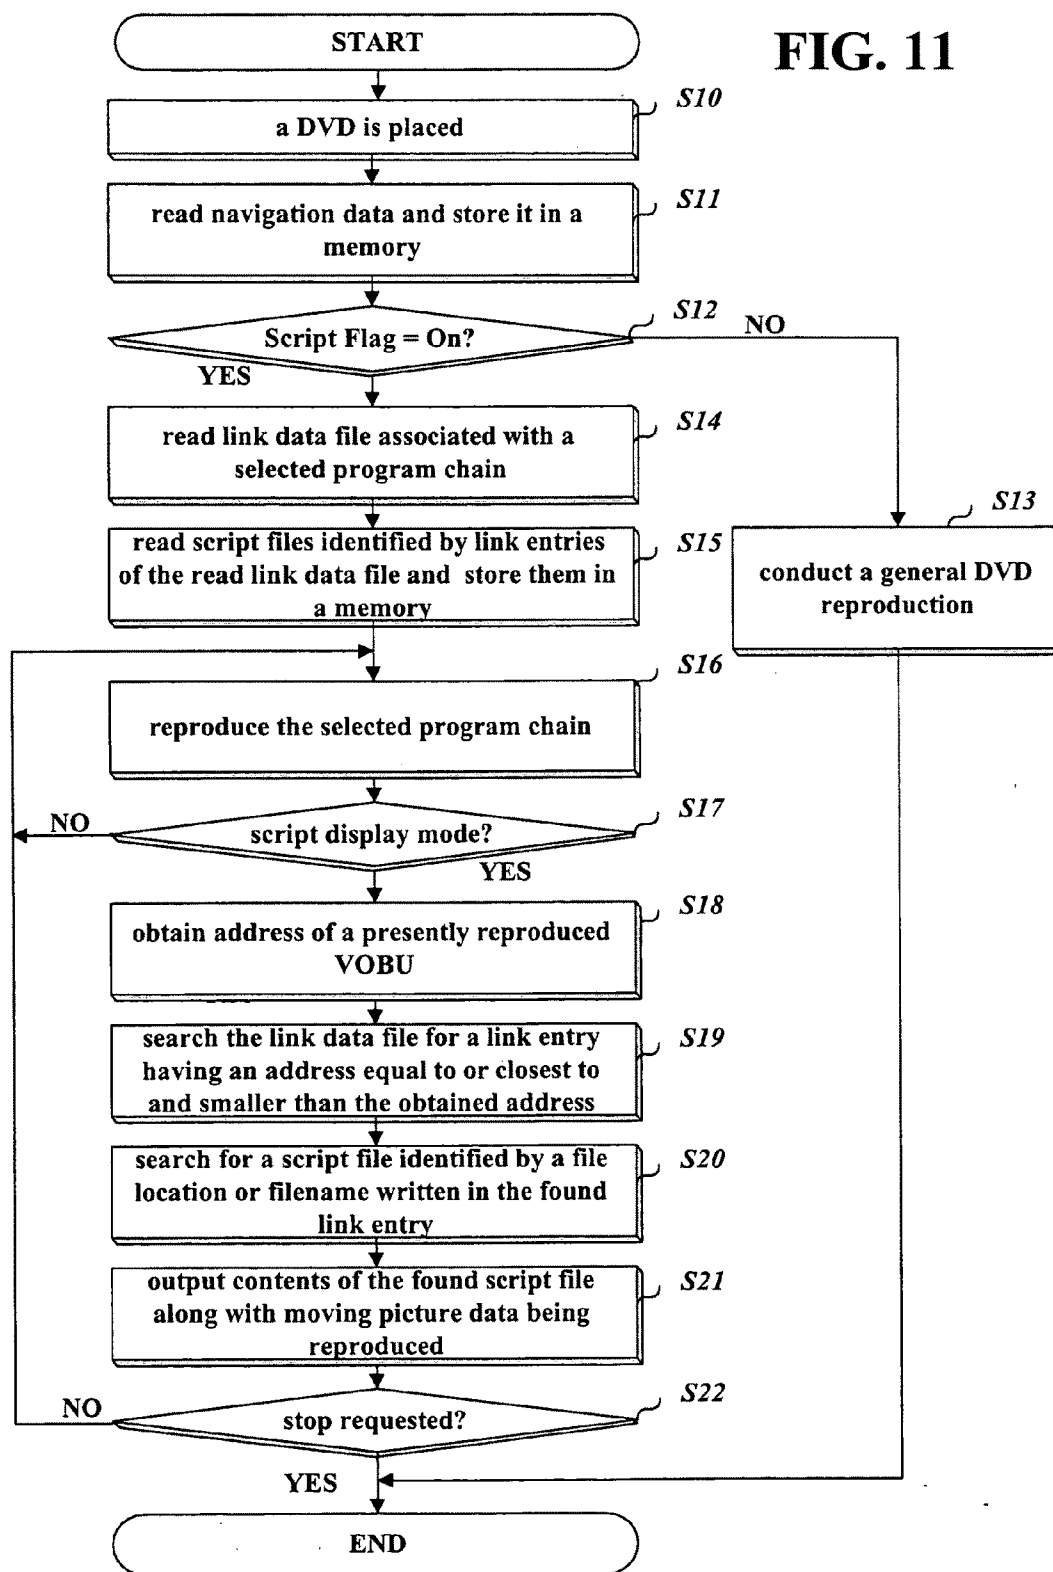 START
FIG. 11
S10
a DVD is placed
S11
read navigation data and store it in a
memory
S12
Script Flag = On?
NO
YES
S14
read link data file associated with a
selected program chain
S13
conduct a general DVD
reproduction
S15
read script files identified by link entries
of the read link data file and store them in
a memory
S16
reproduce the selected program chain
S17
NO
script display mode?
YES
S18
obtain address of a presently reproduced
VOBU
S19
search the link data file for a link entry
having an address equal to or closest to
and smaller than the obtained address
S20
search for a script file identified by a file
location or filename written in the found
link entry
S21
output contents of the found script file
along with moving picture data being
reproduced
S22
NO
stop requested?
YES
END